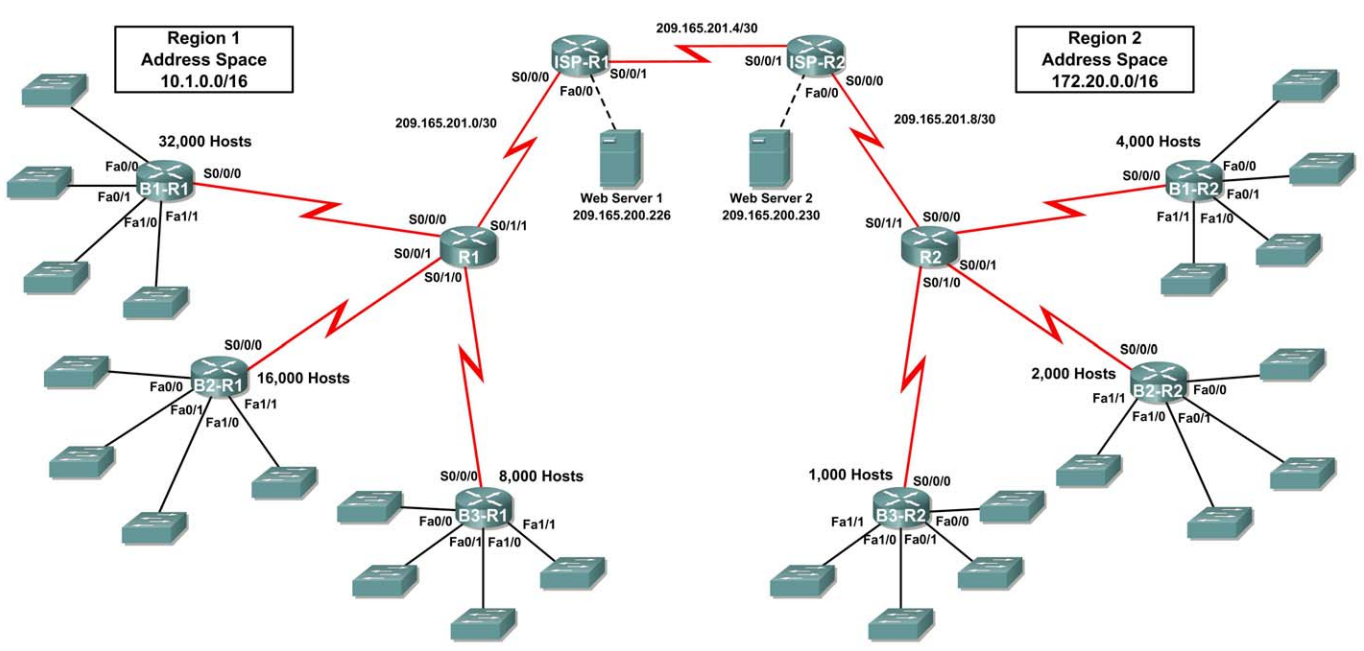 Region 1
Address Space
10.1.0.0/16
209.165.201.4/30
Region 2
Address Space
172.20.0.0/16
ISP-R1
S0/0/0
S0/0/1
Fa0/0
ISP-R2
S0/0/1
S0/0/0
Fa0/0
209.165.201.0/30
209.165.201.8/30
Web Server 1
209.165.200.226
Web Server 2
209.165.200.230
32,000 Hosts
Fa0/0
S0/0/0
B1-R1
Fa0/1
Fa1/0
Fa1/1
S0/0/0
S0/1/1
S0/0/1
R1
S0/1/0
4,000 Hosts
S0/0/0
Fa0/0
B1-R2
Fa0/1
Fa1/1
Fa1/0
S0/1/1
S0/0/0
R2
S0/0/1
S0/1/0
S0/0/0
16,000 Hosts
B2-R1
Fa0/0
Fa0/1
Fa1/0
Fa1/1
S0/0/0
2,000 Hosts
B2-R2
Fa0/0
Fa1/1
Fa1/0
Fa0/1
S0/0/0
8,000 Hosts
B3-R1
Fa0/0
Fa1/1
Fa0/1
Fa1/0
1,000 Hosts
S0/0/0
B3-R2
Fa1/1
Fa0/0
Fa1/0
Fa0/1